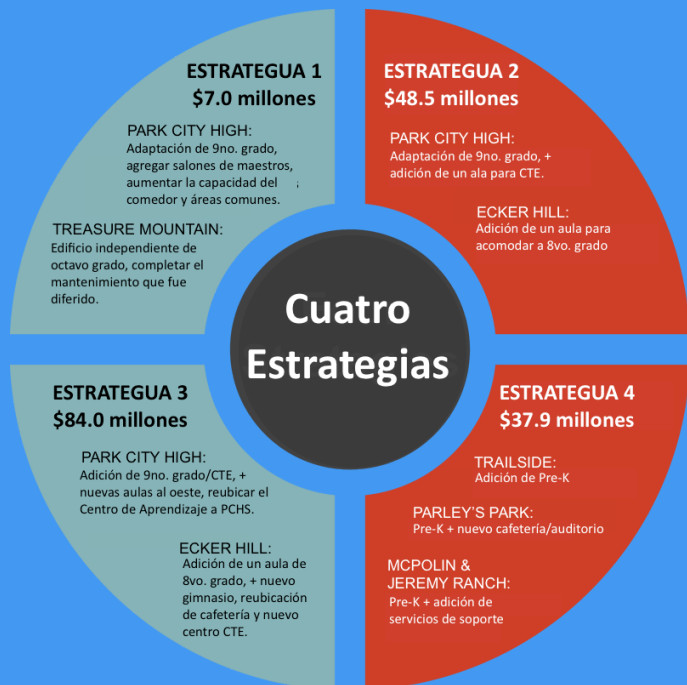 ESTRATEGUA 1
$7.0 millones
PARK CITY HIGH:
Adaptación de 9no. grado,
agregar salones de maestros,
aumentar la capacidad del
comedor y áreas comunes.
TREASURE MOUNTAIN:
Edificio independiente de
octavo grado, completar el
mantenimiento que fue
diferido.
ESTRATEGUA 2
$48.5 millones
PARK CITY HIGH:
Adaptación de 9no. grado, +
adición de un ala para CTE.
ECKER HILL:
Adición de un aula para
acomodar a 8vo. grado
Cuatro
Estrategias
ESTRATEGUA 3
$84.0 millones
PARK CITY HIGH:
Adición de 9no. grado/CTE, +
nuevas aulas al oeste, reubicar el
Centro de Aprendizaje a PCHS.
ECKER HILL:
Adición de un aula de
8vo. grado, + nuevo
gimnasio, reubicación
de cafetería y nuevo
centro CTE.
ESTRATEGUA 4
$37.9 millones
TRAILSIDE:
Adición de Pre-K
PARLEY'S PARK:
Pre-K + nuevo cafetería/auditorio
MCPOLIN &
JEREMY RANCH:
Pre-K + adición de
servicios de soporte